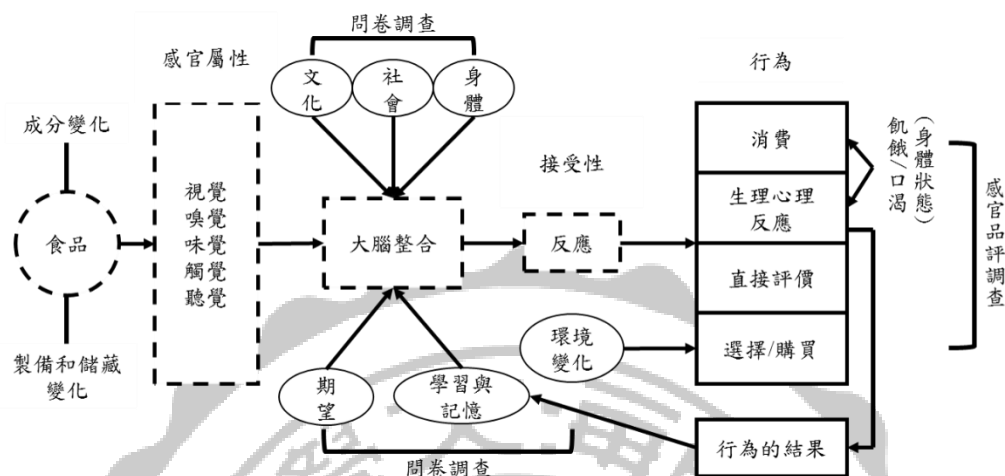 問卷調查
感官屬性
文化
社會
身體
行為
成分變化
視覺
嗅覺
味覺
觸覺
聽覺
食品
製備和儲藏
變化
大腦整合
接受性
反應
消費
生理心理
反應
直接評價
選擇/購買
(身體狀態)
飢餓/口渴
感官品評調查
環境
變化
期望
學習與
記憶
行為的結果
問卷調查